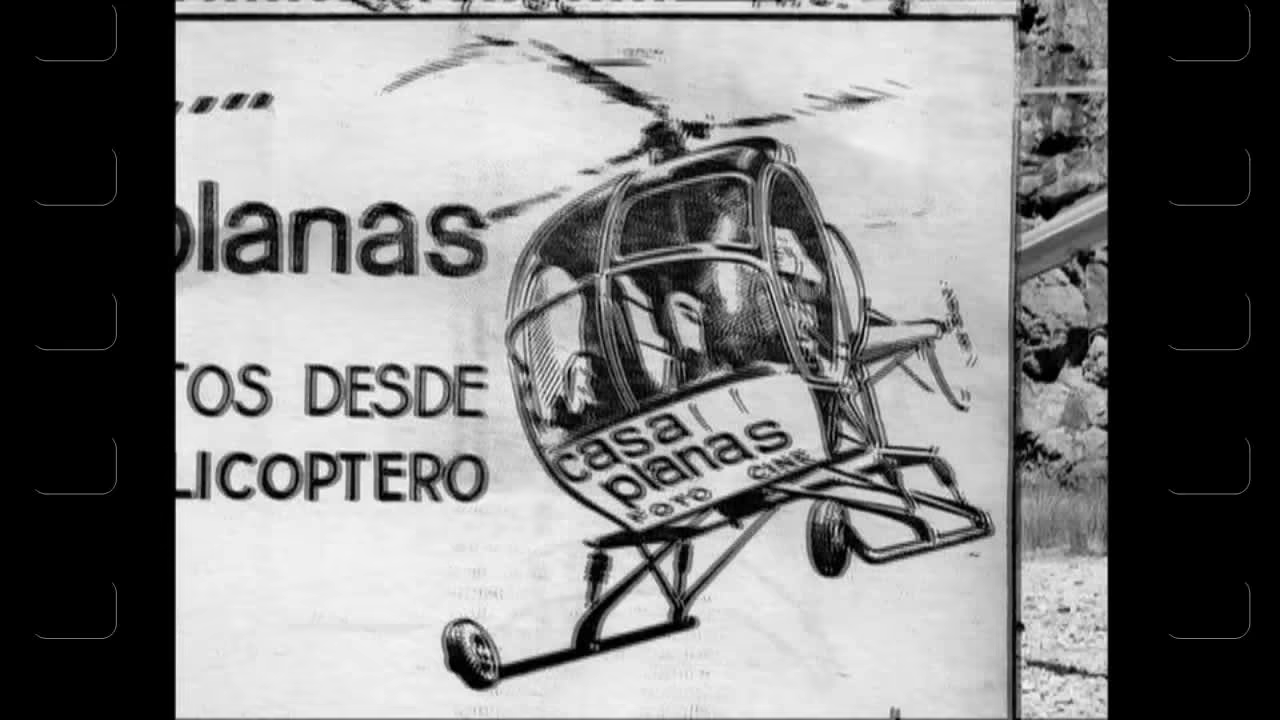 planas
TOS DESDE
LICOPTERO
casa
planas
FOTO CINE